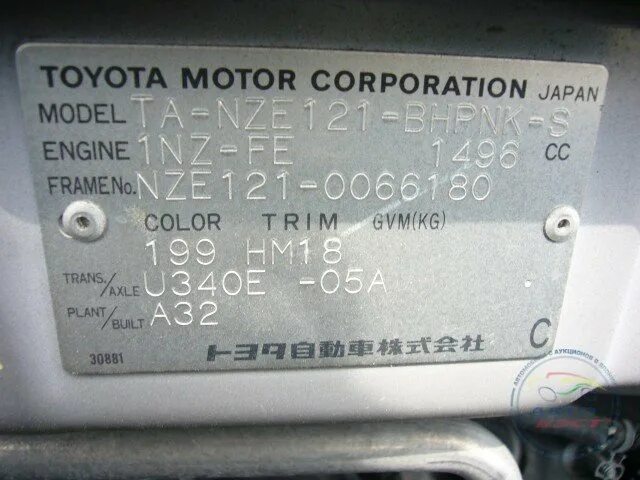 TOYOTA MOTOR CORPORATION JAPAN
MODEL TA-NZE121-BHPNK-S
ENGINE 1NZ-FE 1496 CC
FRAME No. NZE121-0066180
COLOR TRIM GVM(KG)
199 HM18
TRANS./AXLE U340E -05A
PLANT/BUILT A32
C
30881 トヨタ自動車株式会社